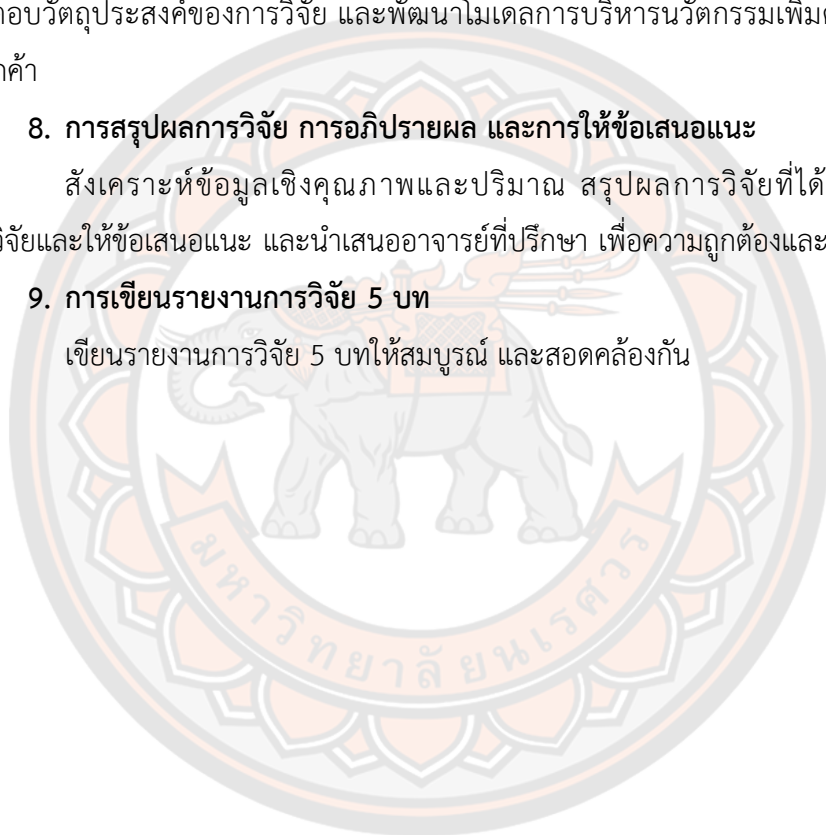 อบวัตถุประสงค์ของการวิจัย และพัฒนาโมเดลการบริหารนวัตกรรมเพิ่ม
ค้า
8. การสรุปผลการวิจัย การอภิปรายผล และการให้ข้อเสนอแนะ
สังเคราะห์ข้อมูลเชิงคุณภาพและปริมาณ สรุปผลการวิจัยที่ได้
วิจัยและให้ข้อเสนอแนะ และนำเสนออาจารย์ที่ปรึกษา เพื่อความถูกต้องและ
9. การเขียนรายงานการวิจัย 5 บท
เขียนรายงานการวิจัย 5 บทให้สมบูรณ์ และสอดคล้องกัน
มหาวิทยาลัยนเรศวร